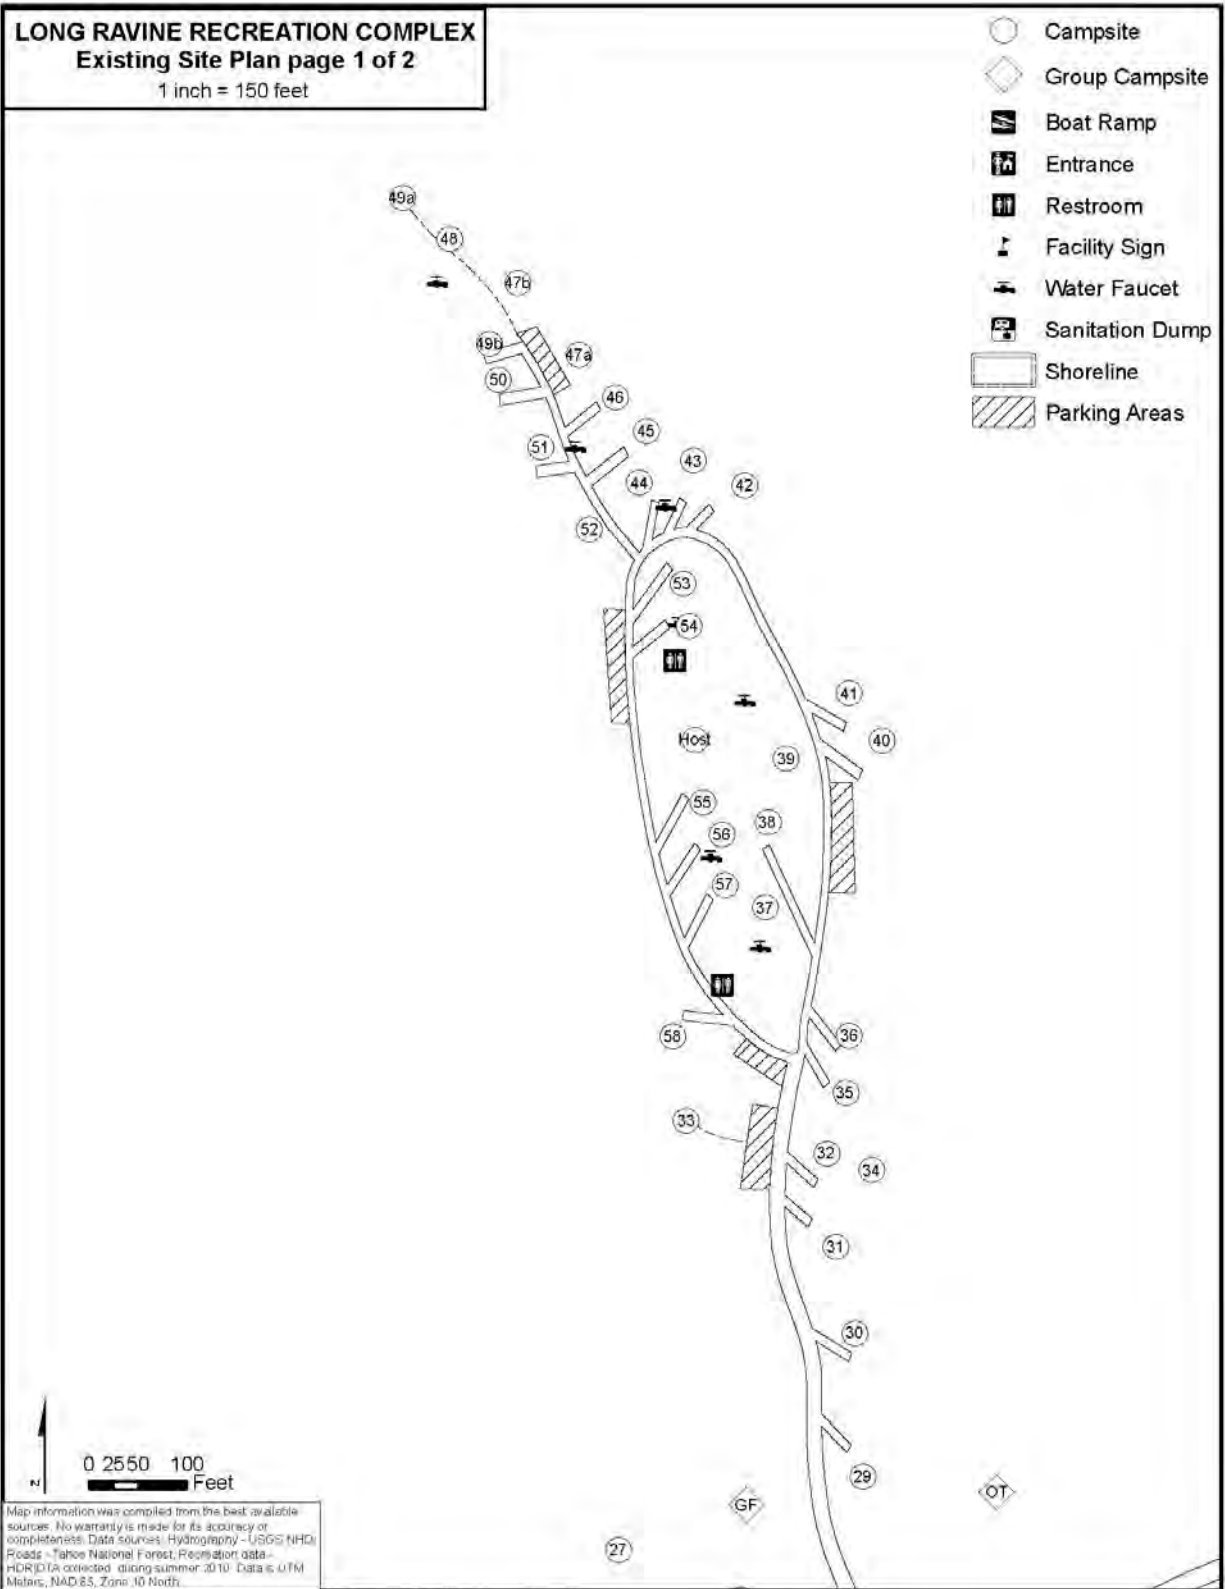 LONG RAVINE RECREATION COMPLEX
Existing Site Plan page 1 of 2
1 inch = 150 feet
Campsite
Group Campsite
Boat Ramp
Entrance
Restroom
Facility Sign
Water Faucet
Sanitation Dump
Shoreline
Parking Areas
49a
48
47b
49b
47a
50
46
45
51
43
44
42
52
53
54
41
Host
40
39
55
38
56
57
37
58
36
35
33
32
34
31
30
29
GF
OT
27
N
0 2550 100
Feet
Map information was compiled from the best available
sources. No warranty is made for its accuracy or
completeness. Data sources: Hydrography - USGS NHD,
Roads - Tahoe National Forest, Recreation data -
HDR|DTA collected during summer 2010. Data is UTM
Meters, NAD 83, Zone 10 North.